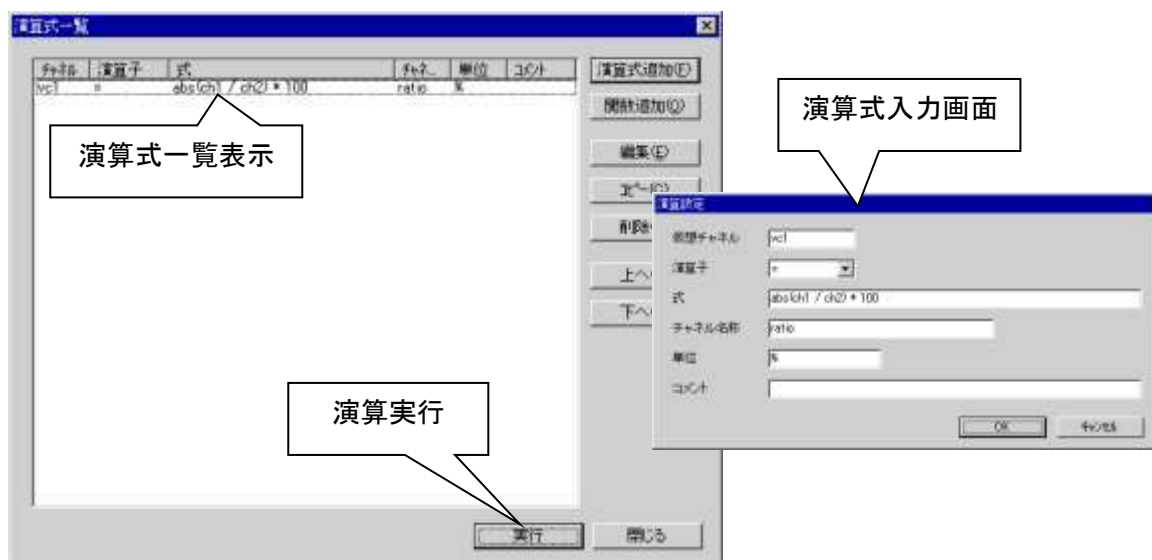 演算式一覧
チャネル 演算子 式 チャネ... 単位 コメント
vc1 = abs(ch1 / ch2) * 100 ratio %
演算式一覧表示
演算実行
演算式追加(F)
関数追加(O)
編集(E)
コピー(C)
削除
上へ
下へ
実行
閉じる
演算式入力画面
演算設定
仮想チャネル vc1
演算子 =
式 abs(ch1 / ch2) * 100
チャネル名称 ratio
単位 %
コメント
OK キャンセル